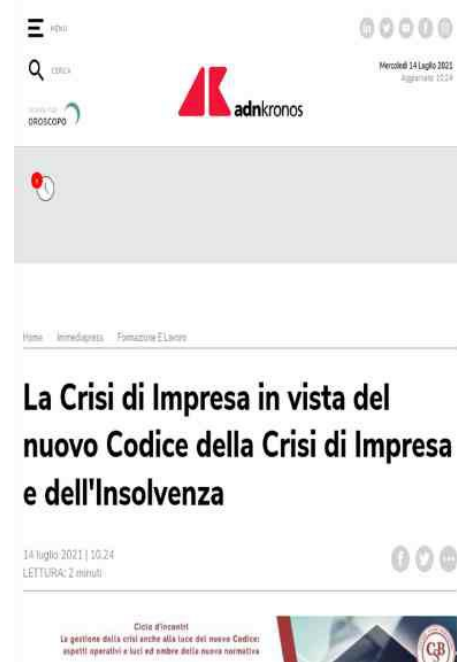 MENU
CERCA
Mercoledì 14 Luglio 2021
Aggiornato: 10:24
OROSCOPO
adnkronos
Home Immediapress Formazione E Lavoro
La Crisi di Impresa in vista del
nuovo Codice della Crisi di Impresa
e dell'Insolvenza
14 luglio 2021 | 10.24
LETTURA: 2 minuti
Ciclo d'incontri
La gestione della crisi anche alla luce del nuovo Codice:
aspetti operativi e luci ed ombre della nuova normativa